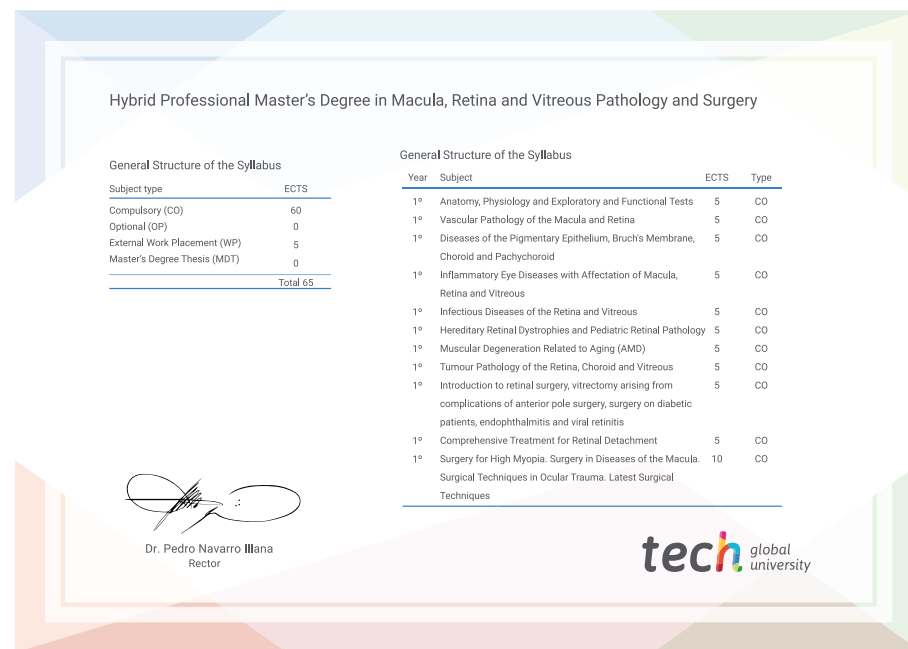 Hybrid Professional Master's Degree in Macula, Retina and Vitreous Pathology and Surgery
General Structure of the Syllabus
Subject type ECTS
Compulsory (CO) 60
Optional (OP) 0
External Work Placement (WP) 5
Master's Degree Thesis (MDT) 0
Total 65
General Structure of the Syllabus
Year Subject ECTS Type
1º Anatomy, Physiology and Exploratory and Functional Tests 5 CO
1º Vascular Pathology of the Macula and Retina 5 CO
1º Diseases of the Pigmentary Epithelium, Bruch's Membrane, 5 CO
Choroid and Pachychoroid
1º Inflammatory Eye Diseases with Affectation of Macula, 5 CO
Retina and Vitreous
1º Infectious Diseases of the Retina and Vitreous 5 CO
1º Hereditary Retinal Dystrophies and Pediatric Retinal Pathology 5 CO
1º Muscular Degeneration Related to Aging (AMD) 5 CO
1º Tumour Pathology of the Retina, Choroid and Vitreous 5 CO
1º Introduction to retinal surgery, vitrectomy arising from 5 CO
complications of anterior pole surgery, surgery on diabetic
patients, endophthalmitis and viral retinitis
1º Comprehensive Treatment for Retinal Detachment 5 CO
1º Surgery for High Myopia. Surgery in Diseases of the Macula. 10 CO
Surgical Techniques in Ocular Trauma. Latest Surgical
Techniques
Dr. Pedro Navarro Illana
Rector
tech global
university